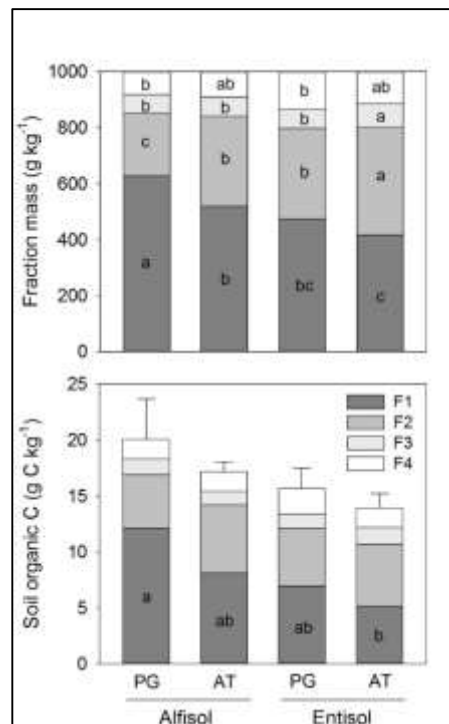 1000
800
600
400
200
0
Fraction mass (g kg⁻¹)
b ab b ab
b b b a
c b b a
a b bc c
25
20
15
10
5
0
Soil organic C (g C kg⁻¹)
F1
F2
F3
F4
a ab ab b
PG AT PG AT
Alfisol Entisol